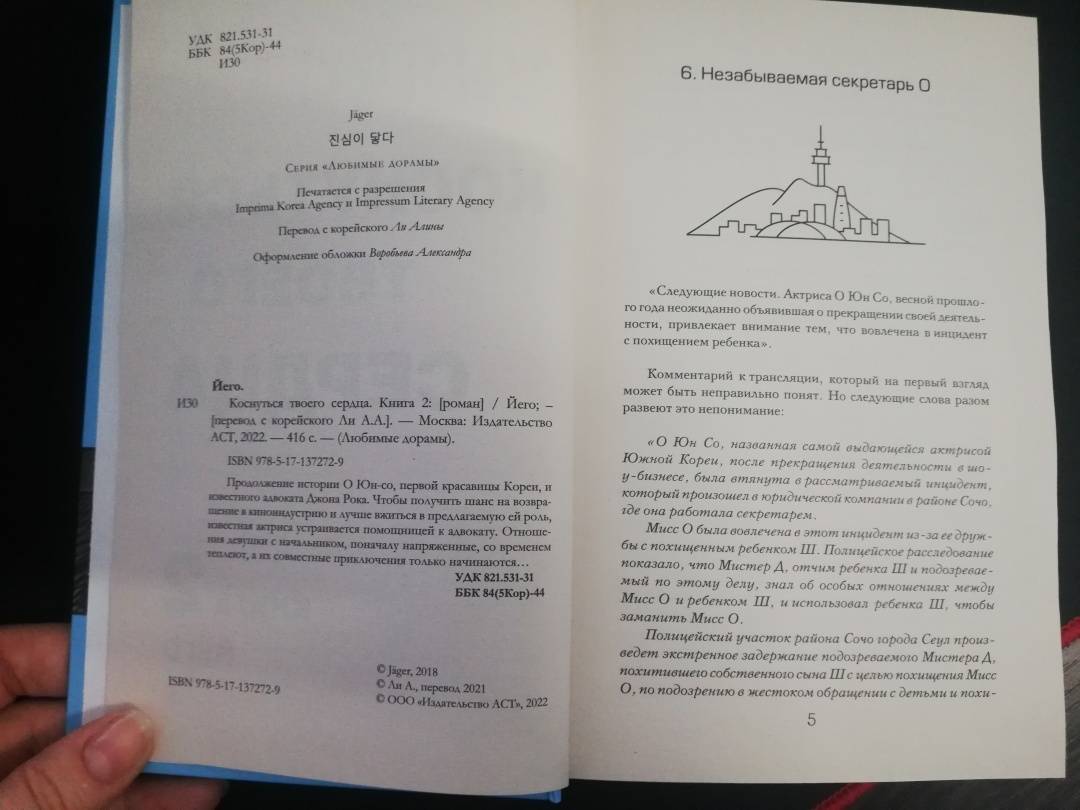 УДК 821.531-31
ББК 84(5Кор)-44
И30
Jäger
진심이 닿다
Серия «Любимые дорамы»
Печатается с разрешения
Imprima Korea Agency и Impressum Literary Agency
Перевод с корейского Ли Алины
Оформление обложки Воробьева Александра
Йего.
И30 Коснуться твоего сердца. Книга 2: [роман] / Йего; –
[перевод с корейского Ли А.А.]. — Москва: Издательство
АСТ, 2022. — 416 с. — (Любимые дорамы).
ISBN 978-5-17-137272-9
Продолжение истории О Юн-со, первой красавицы Кореи, и
известного адвоката Джона Рока. Чтобы получить шанс на возвра-
щение в киноиндустрию и лучше вжиться в предлагаемую ей роль,
известная актриса устраивается помощницей к адвокату. Отноше-
ния девушки с начальником, поначалу напряженные, со временем
теплеют, а их совместные приключения только начинаются...
УДК 821.531-31
ББК 84(5Кор)-44
© Jäger, 2018
© Ли А., перевод 2021
© ООО «Издательство АСТ», 2022
ISBN 978-5-17-137272-9
6. Незабываемая секретарь О
«Следующие новости. Актриса О Юн Со, весной прошло-
го года неожиданно объявившая о прекращении своей деятель-
ности, привлекает внимание тем, что вовлечена в инцидент
с похищением ребенка».
Комментарий к трансляции, который на первый взгляд
может быть неправильно понят. Но следующие слова разом
развеют это непонимание:
«О Юн Со, названная самой выдающейся актрисой
Южной Кореи, после прекращения деятельности в шо-
у-бизнесе, была втянута в рассматриваемый инцидент,
который произошел в юридической компании в районе Сочо,
где она работала секретарем.
Мисс О была вовлечена в этот инцидент из-за ее друж-
бы с похищенным ребенком Ш. Полицейское расследование
показало, что Мистер Д, отчим ребенка Ш и подозревае-
мый по этому делу, знал об особых отношениях между
Мисс О и ребенком Ш, и использовал ребенка Ш, чтобы
заманить Мисс О.
Полицейский участок района Сочо города Сеул произ-
ведет экстренное задержание подозреваемого Мистера Д,
похитившего собственного сына Ш с целью похищения Мисс
О, по подозрению в жестоком обращении с детьми и похи-
5